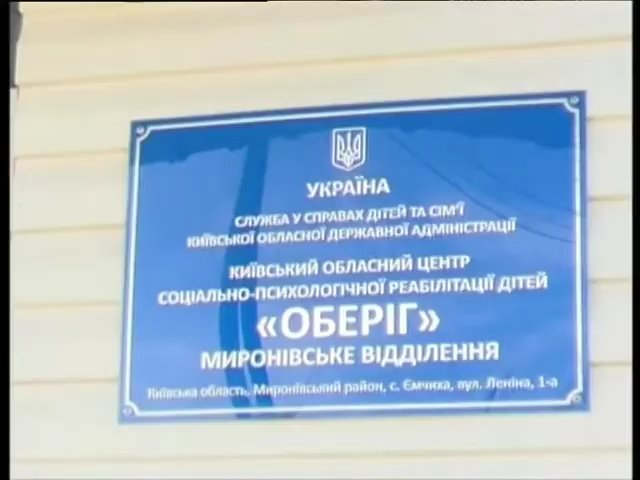 УКРАЇНА
СЛУЖБА У СПРАВАХ ДІТЕЙ ТА СІМ'Ї
КИЇВСЬКОЇ ОБЛАСНОЇ ДЕРЖАВНОЇ АДМІНІСТРАЦІЇ
КИЇВСЬКИЙ ОБЛАСНИЙ ЦЕНТР
СОЦІАЛЬНО-ПСИХОЛОГІЧНОЇ РЕАБІЛІТАЦІЇ ДІТЕЙ
«ОБЕРІГ»
МИРОНІВСЬКЕ ВІДДІЛЕННЯ
Київська область, Миронівський район, с. Ємчиха, вул. Леніна, 1-а